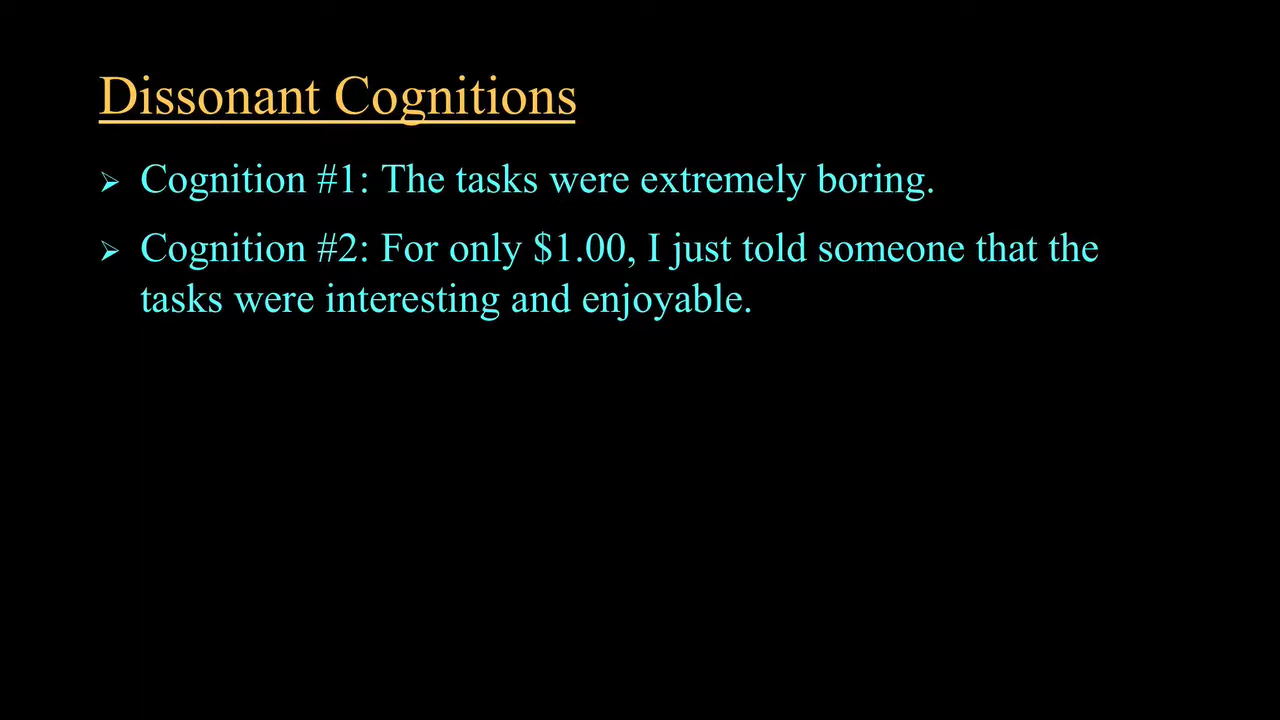 Dissonant Cognitions
➢ Cognition #1: The tasks were extremely boring.
➢ Cognition #2: For only $1.00, I just told someone that the
tasks were interesting and enjoyable.